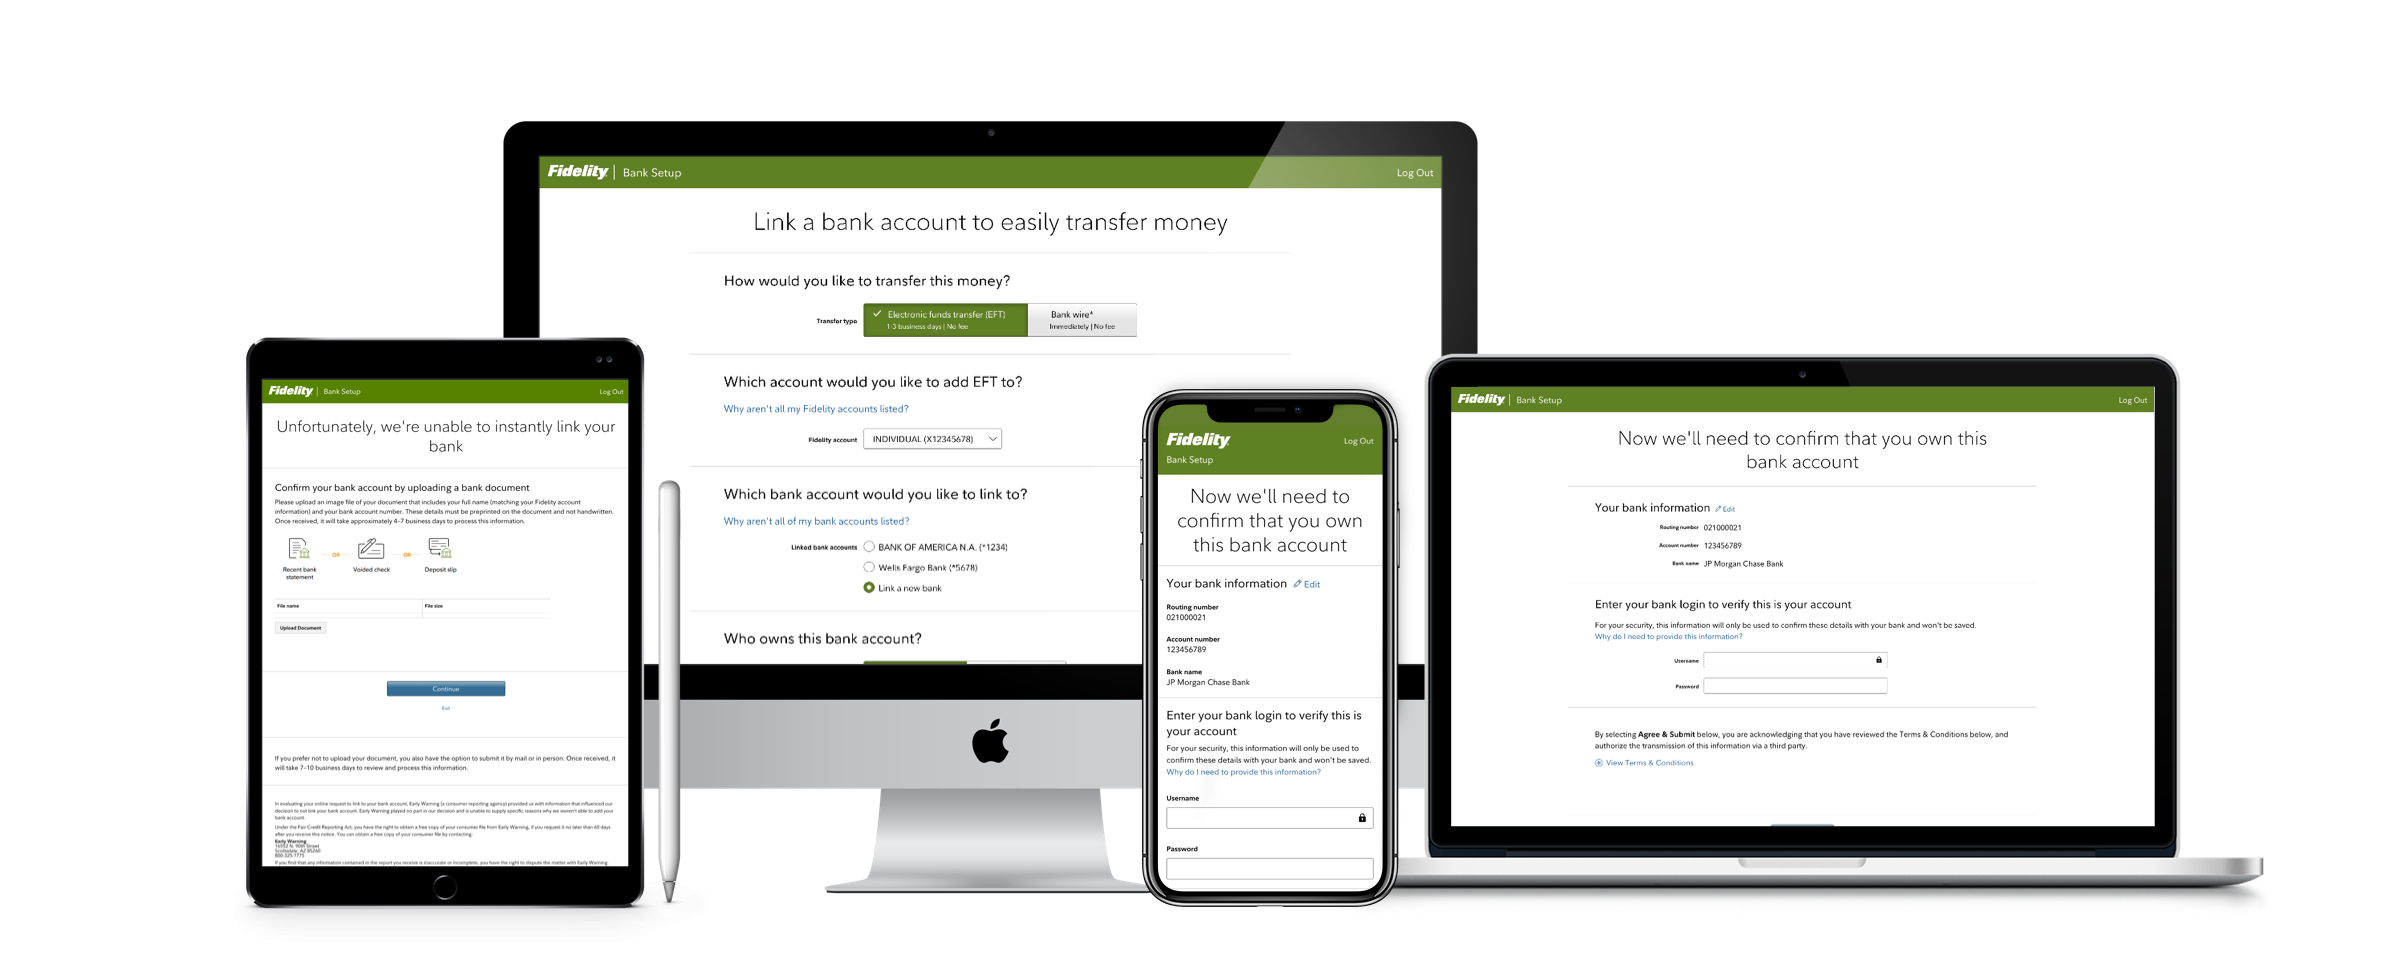 Fidelity | Bank Setup
Log Out
Link a bank account to easily transfer money
How would you like to transfer this money?
Transfer type
Electronic funds transfer (EFT)
1-3 business days | No fee
Bank wire*
Immediately | No fee
Which account would you like to add EFT to?
Why aren't all my Fidelity accounts listed?
Fidelity account
INDIVIDUAL (X12345678)
Which bank account would you like to link to?
Why aren't all of my bank accounts listed?
Linked bank accounts
BANK OF AMERICA N.A. (*1234)
Wells Fargo Bank (*5678)
Link a new bank
Who owns this bank account?
Fidelity | Bank Setup
Log Out
Unfortunately, we're unable to instantly link your
bank
Confirm your bank account by uploading a bank document
Please upload an image file of your document that includes your full name (matching your Fidelity account
information) and your bank account number. These details must be preprinted on the document and not handwritten.
Once received, it will take approximately 4-7 business days to process this information.
OR
OR
Recent bank
statement
Voided check
Deposit slip
File name
File size
Upload Document
Continue
Exit
If you prefer not to upload your document, you also have the option to submit it by mail or in person. Once received, it
will take 7-10 business days to review and process this information.
In evaluating your online request to link to your bank account, Early Warning (a consumer reporting agency) provided us with information that influenced our
decision to not link your bank account. Early Warning played no part in our decision and is unable to supply specific reasons why we weren't able to add your
bank account.
Under the Fair Credit Reporting Act, you have the right to obtain a free copy of your consumer file from Early Warning, if you request it no later than 60 days
after you receive this notice. You can obtain a free copy of your consumer file by contacting:
Early Warning
16552 N. 90th Street
Scottsdale, AZ 85260
800-325-7775
If you find that any information contained in the report you receive is inaccurate or incomplete, you have the right to dispute the matter with Early Warning
Fidelity
Log Out
Bank Setup
Now we'll need to
confirm that you own
this bank account
Your bank information
Edit
Routing number
021000021
Account number
123456789
Bank name
JP Morgan Chase Bank
Enter your bank login to verify this is
your account
For your security, this information will only be used to
confirm these details with your bank and won't be saved.
Why do I need to provide this information?
Username
Password
Fidelity | Bank Setup
Log Out
Now we'll need to confirm that you own this
bank account
Your bank information
Edit
Routing number 021000021
Account number 123456789
Bank name JP Morgan Chase Bank
Enter your bank login to verify this is your account
For your security, this information will only be used to confirm these details with your bank and won't be saved.
Why do I need to provide this information?
Username
Password
By selecting Agree & Submit below, you are acknowledging that you have reviewed the Terms & Conditions below, and
authorize the transmission of this information via a third party.
View Terms & Conditions